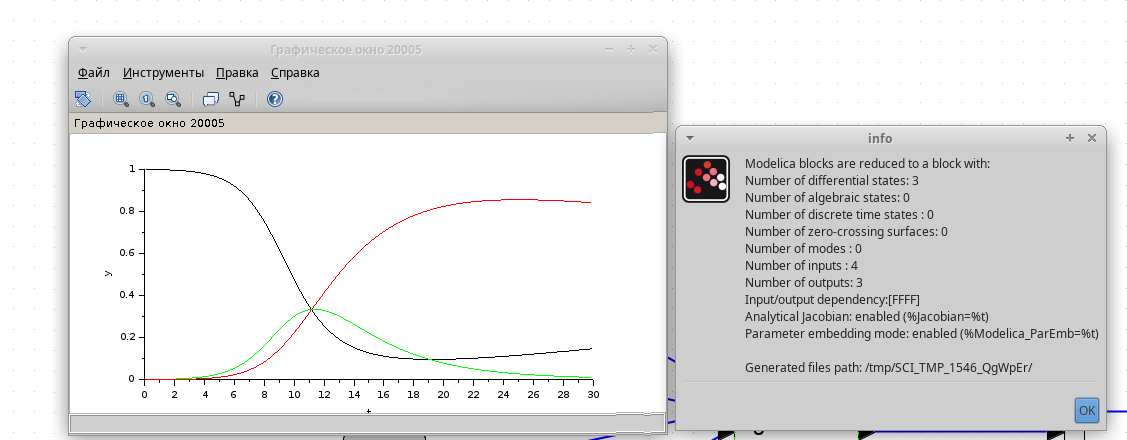 Графическое окно 20005
Файл Инструменты Правка Справка
Графическое окно 20005
1
0.8
0.6
0.4
0.2
0
y
0 2 4 6 8 10 12 14 16 18 20 22 24 26 28 30
t
info
Modelica blocks are reduced to a block with:
Number of differential states: 3
Number of algebraic states: 0
Number of discrete time states : 0
Number of zero-crossing surfaces: 0
Number of modes : 0
Number of inputs : 4
Number of outputs: 3
Input/output dependency:[FFFF]
Analytical Jacobian: enabled (%Jacobian=%t)
Parameter embedding mode: enabled (%Modelica_ParEmb=%t)
Generated files path: /tmp/SCI_TMP_1546_QgWpEr/
OK